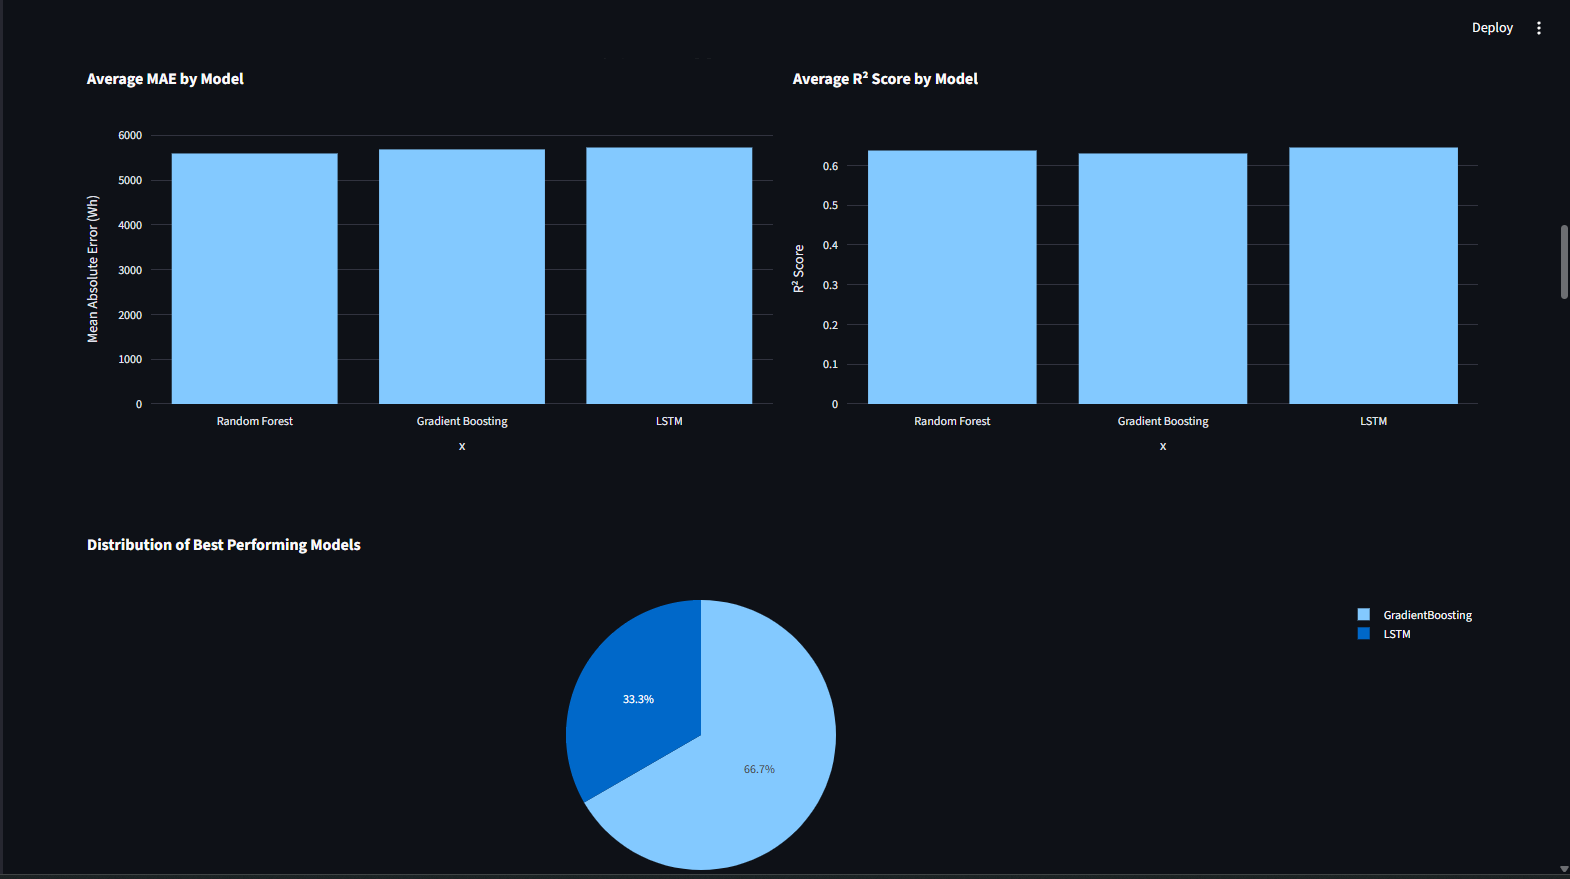 Deploy
Average MAE by Model
Mean Absolute Error (Wh)
6000
5000
4000
3000
2000
1000
0
Random Forest
Gradient Boosting
LSTM
x
Average R² Score by Model
R² Score
0.6
0.5
0.4
0.3
0.2
0.1
0
Random Forest
Gradient Boosting
LSTM
x
Distribution of Best Performing Models
33.3%
66.7%
GradientBoosting
LSTM